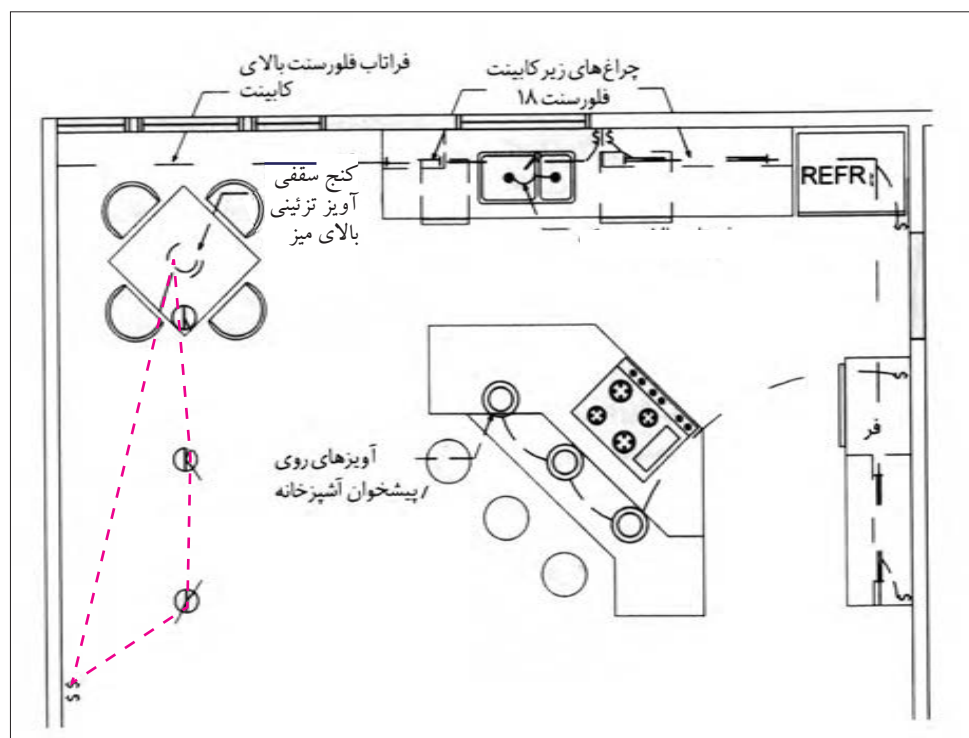 فراتاب فلورسنت بالای
کابینت
چراغ‌های زیر کابینت
فلورسنت ۱۸
کنج سقفی
آویز تزئینی
بالای میز
REFR.
فر
آویزهای روی
پیشخوان آشپزخانه